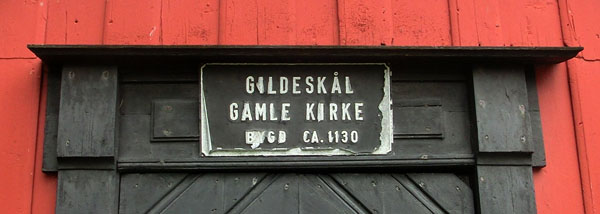 GILDESKÅL
GAMLE KIRKE
BYGD CA. 1130